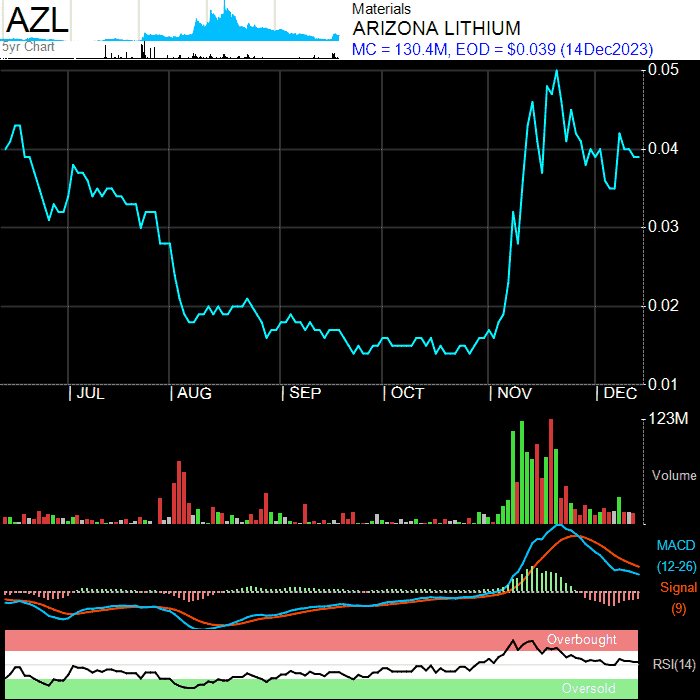 AZL
5yr Chart
Materials
ARIZONA LITHIUM
MC = 130.4M, EOD = $0.039 (14Dec2023)
0.05
0.04
0.03
0.02
0.01
JUL AUG SEP OCT NOV DEC
123M
Volume
MACD
(12-26)
Signal
(9)
Overbought
RSI(14)
Oversold